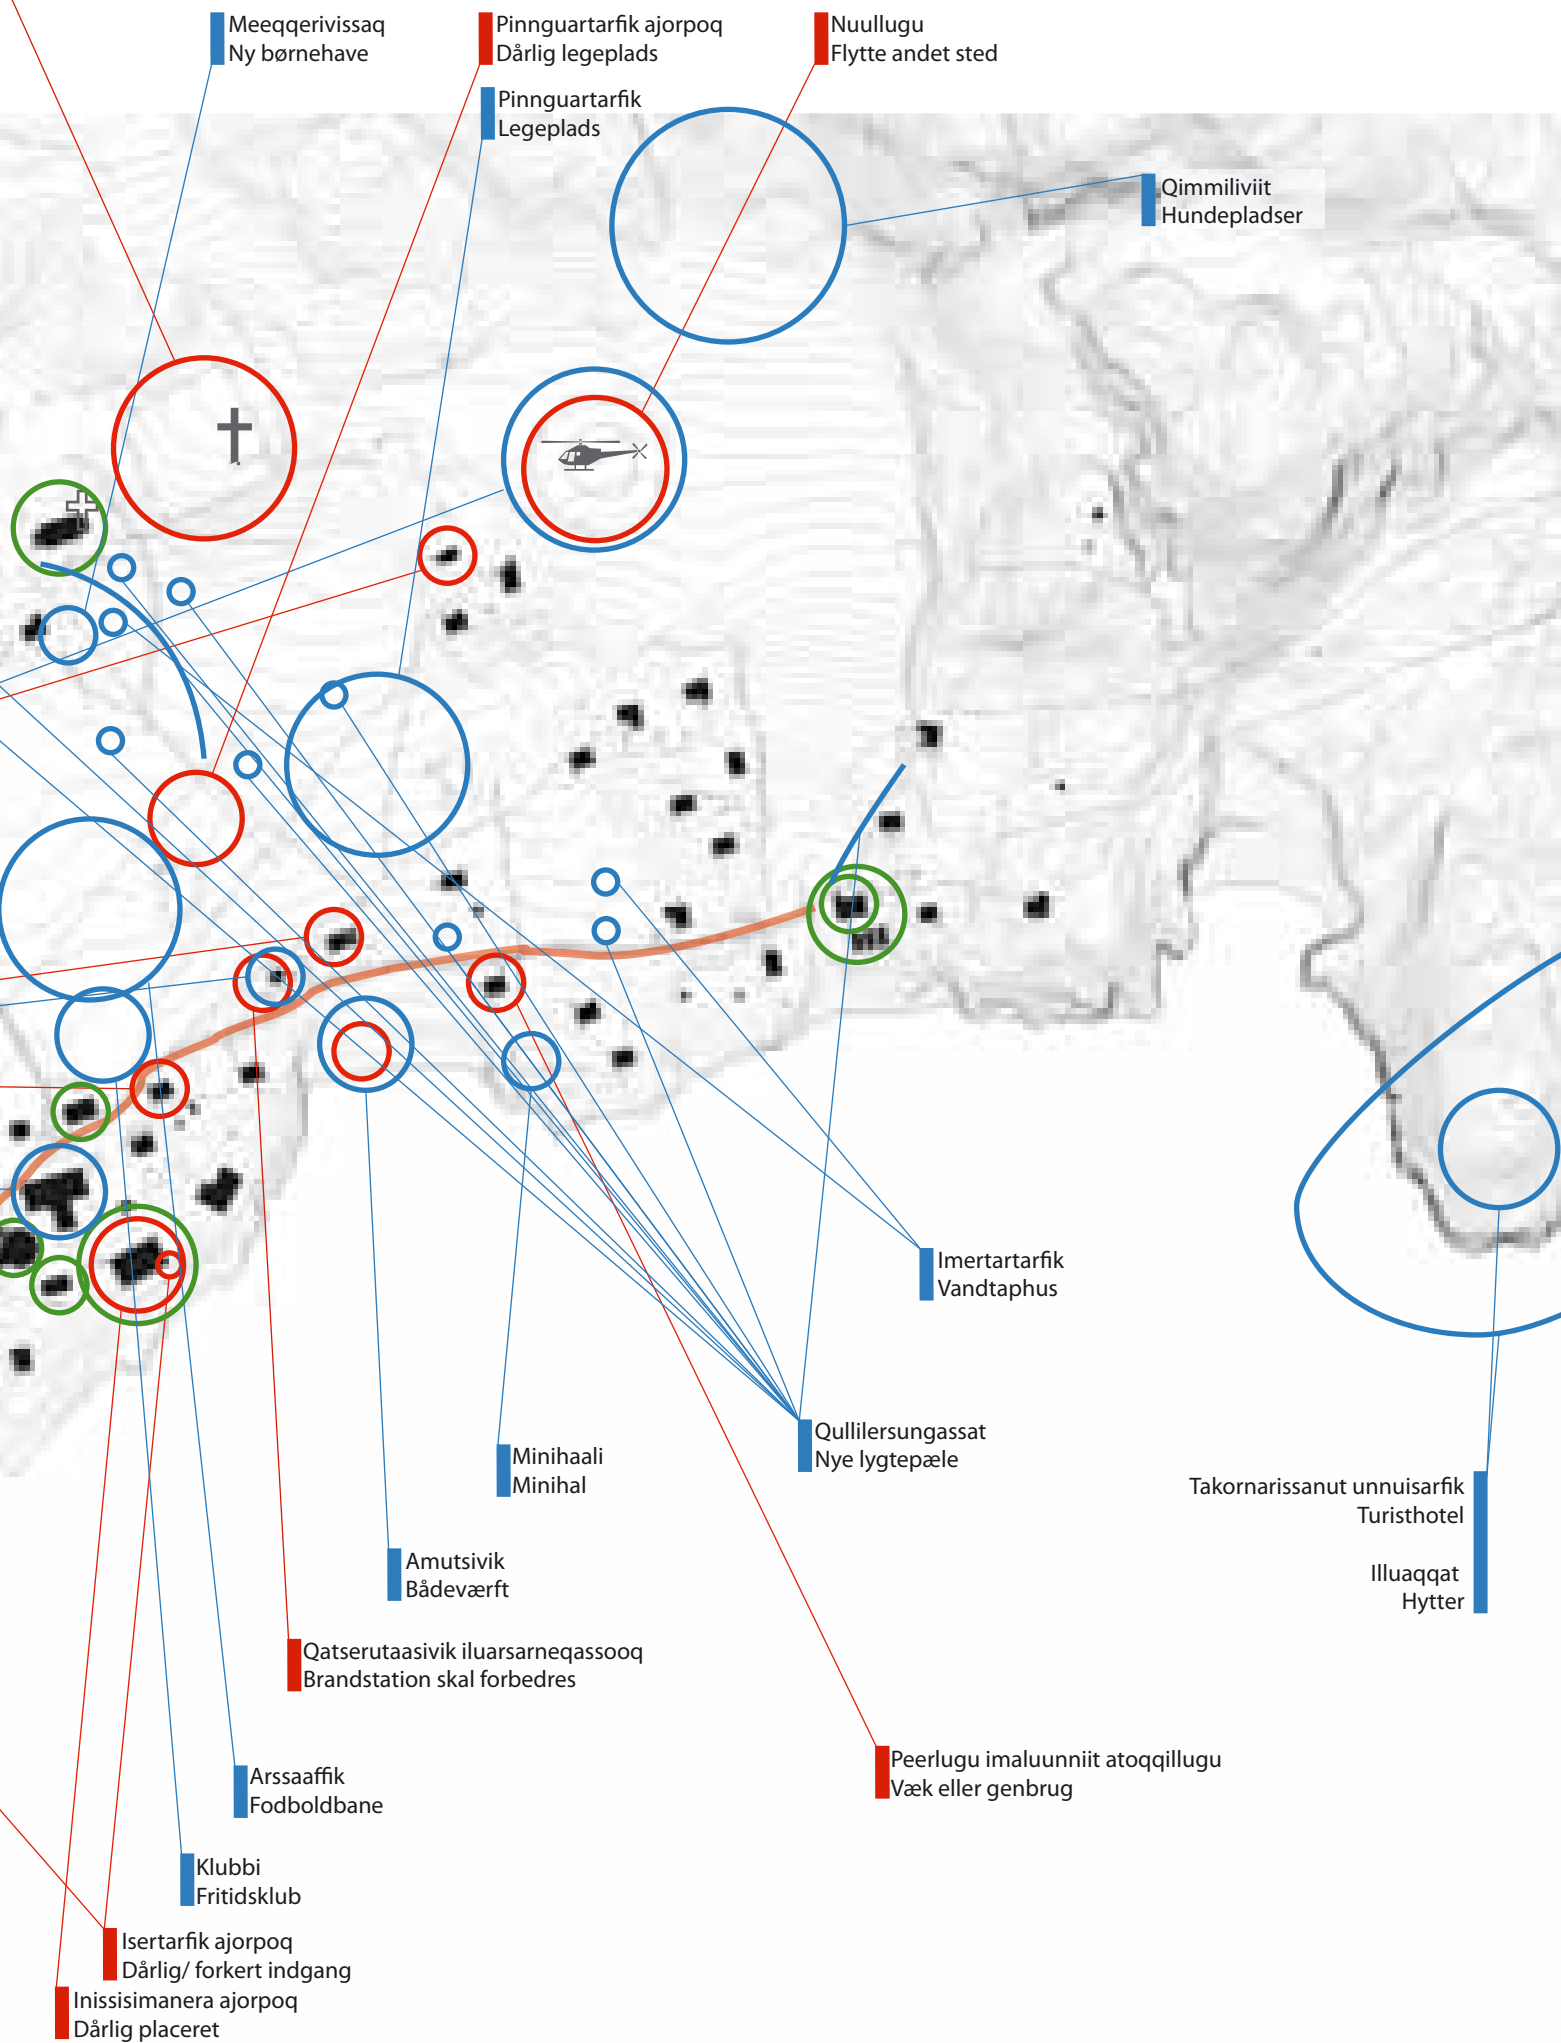 Meeqqerivissaq
Ny børnehave
Pinnguartarfik ajorpoq
Dårlig legeplads
Nuullugu
Flytte andet sted
Pinnguartarfik
Legeplads
Qimmiliviit
Hundepladser
Imertartarfik
Vandtaphus
Qullilersungassat
Nye lygtepæle
Minihaali
Minihal
Takornarissanut unnuisarfik
Turisthotel
Illuaqqat
Hytter
Amutsivik
Bådeværft
Qatserutaasivik iluarsarneqassooq
Brandstation skal forbedres
Peerlugu imaluunniit atoqqillugu
Væk eller genbrug
Arssaaffik
Fodboldbane
Klubbi
Fritidsklub
Isertarfik ajorpoq
Dårlig/ forkert indgang
Inissisimanera ajorpoq
Dårlig placeret